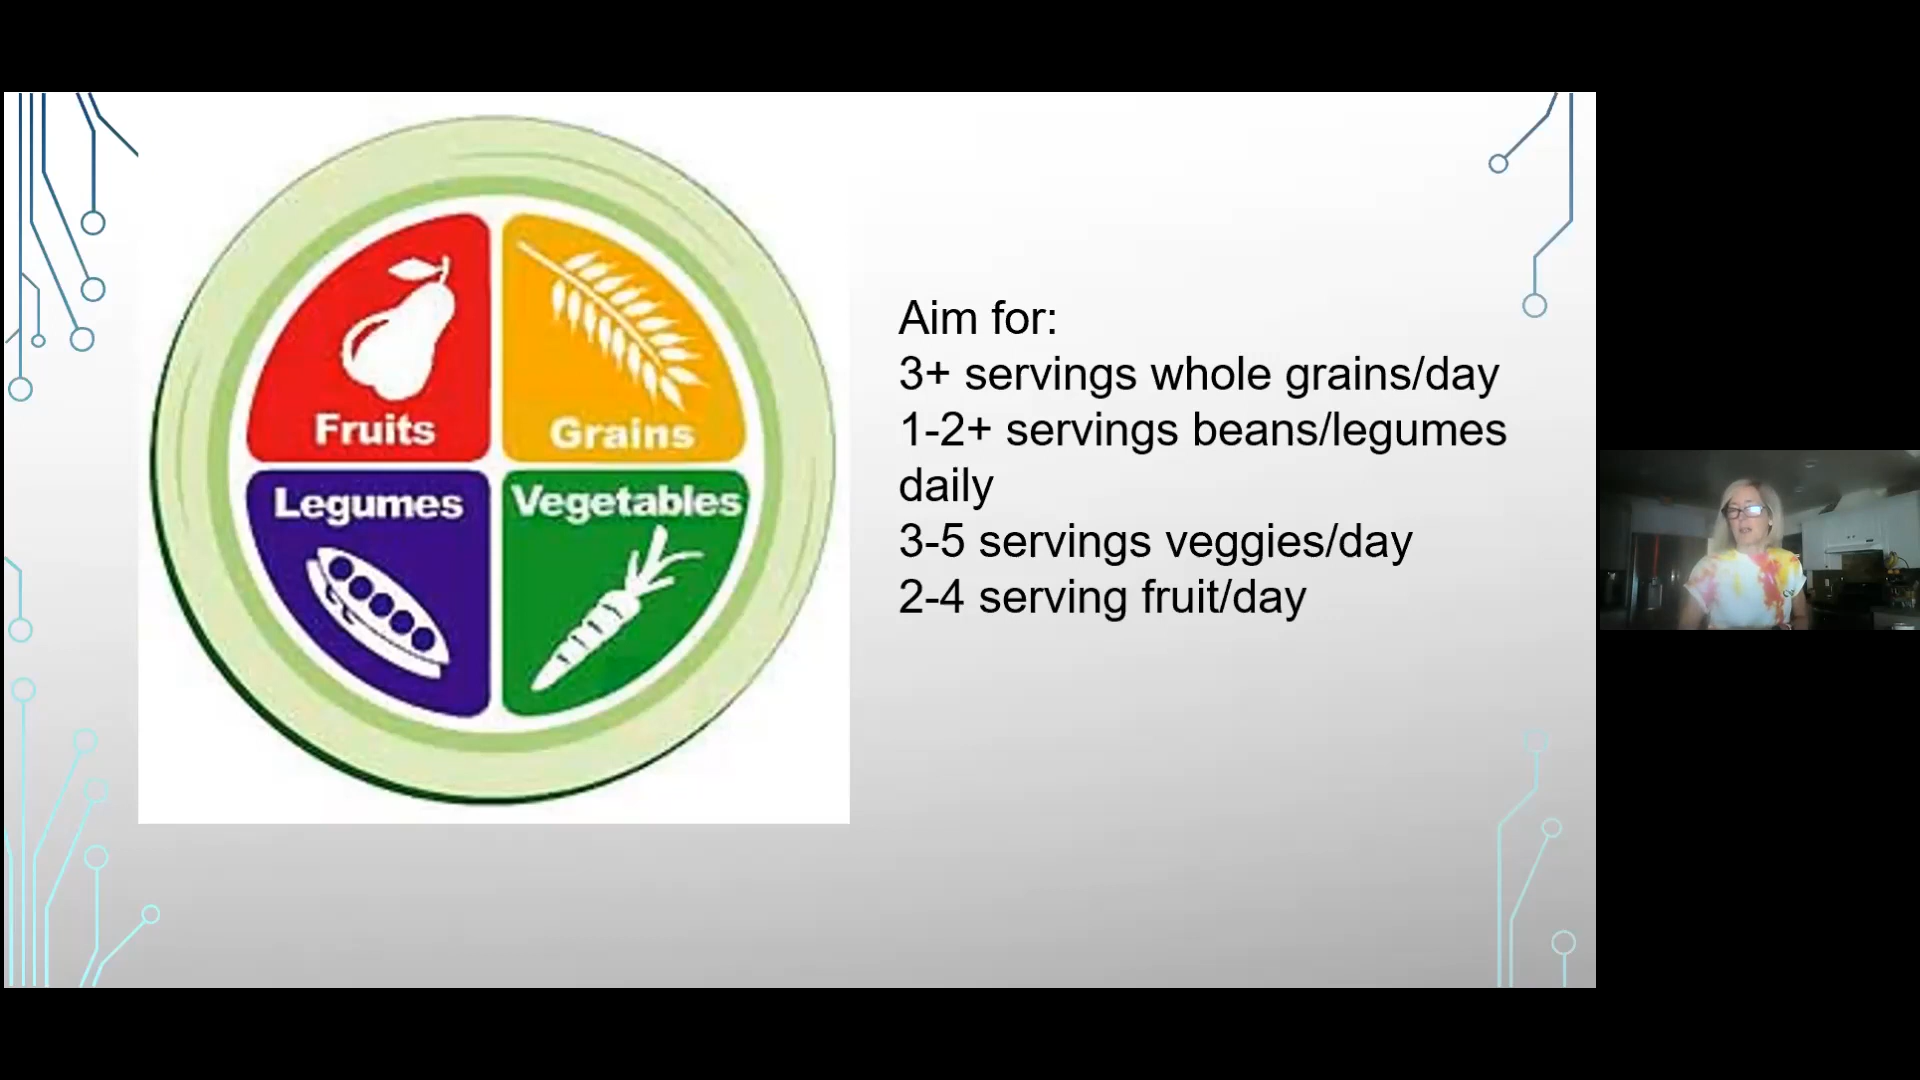 Fruits
Grains
Legumes
Vegetables
Aim for:
3+ servings whole grains/day
1-2+ servings beans/legumes
daily
3-5 servings veggies/day
2-4 serving fruit/day